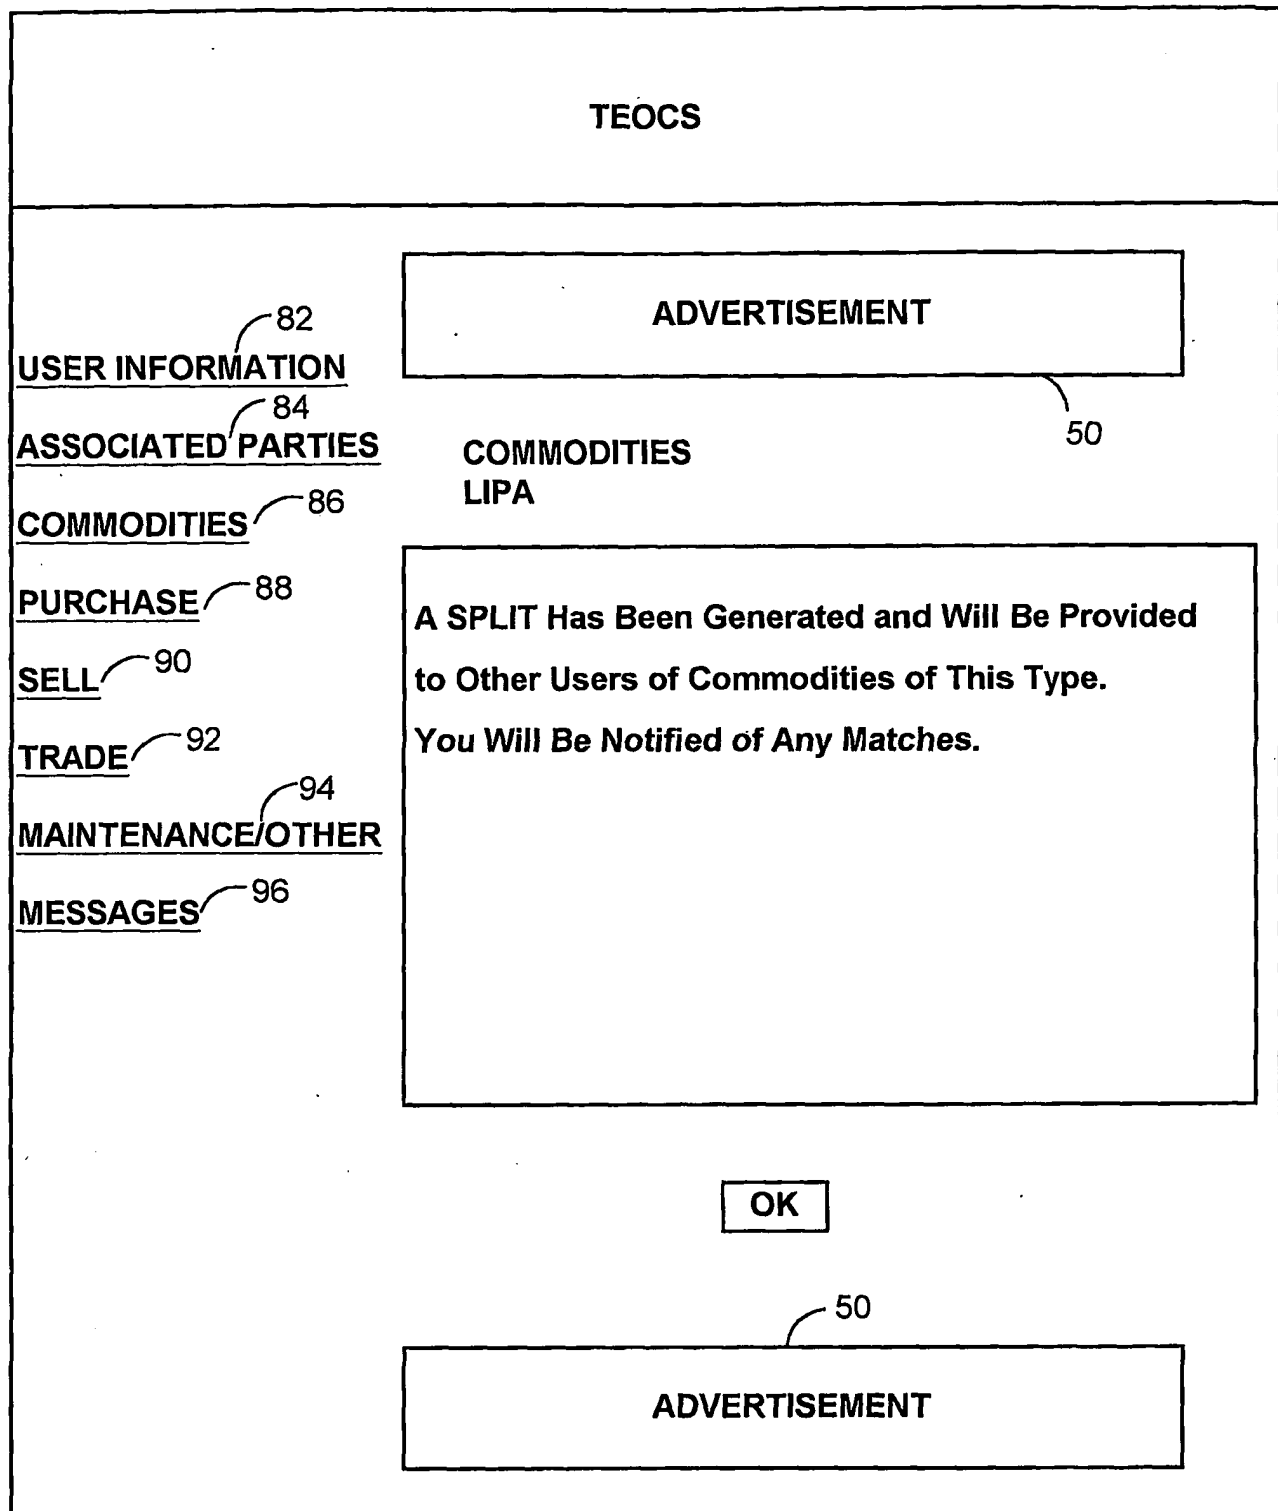 TEOCS
ADVERTISEMENT
50
82
USER INFORMATION
84
ASSOCIATED PARTIES
86
COMMODITIES
88
PURCHASE
90
SELL
92
TRADE
94
MAINTENANCE/OTHER
96
MESSAGES
COMMODITIES
LIPA
A SPLIT Has Been Generated and Will Be Provided
to Other Users of Commodities of This Type.
You Will Be Notified of Any Matches.
OK
50
ADVERTISEMENT